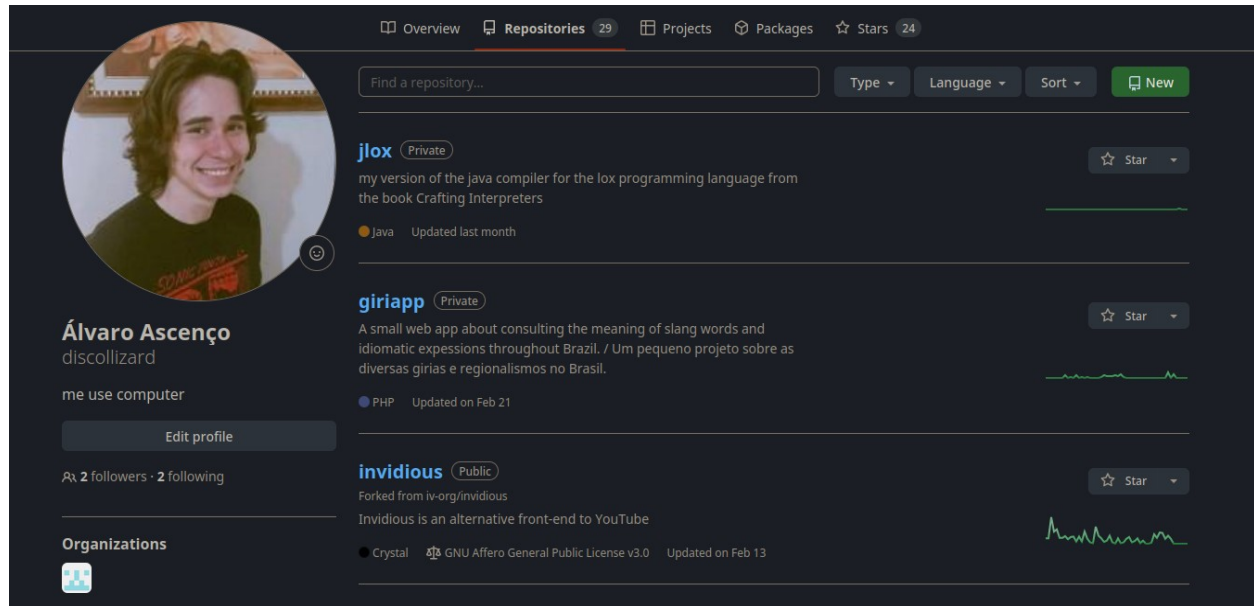 Overview Repositories 29 Projects Packages Stars 24
Find a repository... Type Language Sort New
jlox Private
Star
my version of the java compiler for the lox programming language from
the book Crafting Interpreters
Java Updated last month
giriapp Private
Star
A small web app about consulting the meaning of slang words and
idiomatic expessions throughout Brazil. / Um pequeno projeto sobre as
diversas girias e regionalismos no Brasil.
PHP Updated on Feb 21
invidious Public
Star
Forked from iv-org/invidious
Invidious is an alternative front-end to YouTube
Crystal GNU Affero General Public License v3.0 Updated on Feb 13
Álvaro Ascenço
discollizard
me use computer
Edit profile
2 followers · 2 following
Organizations